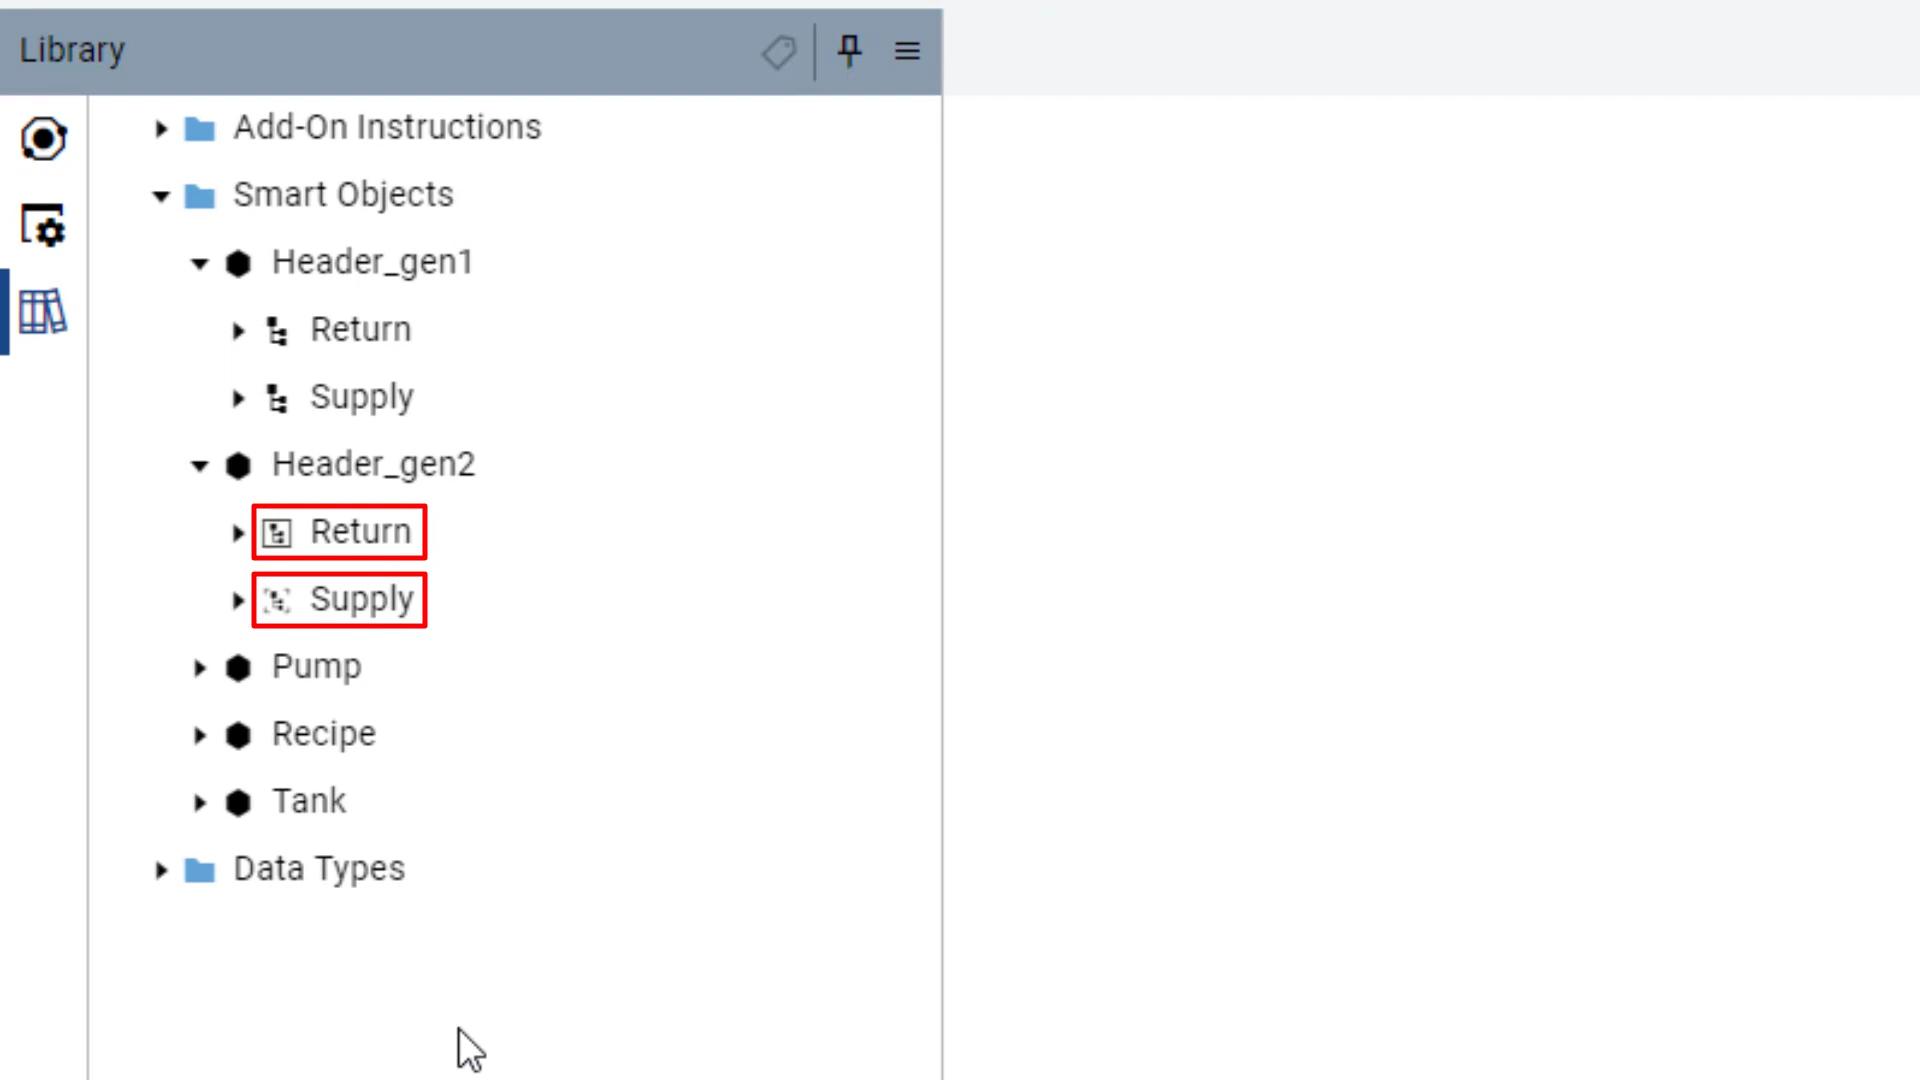 Library
Add-On Instructions
Smart Objects
Header_gen1
Return
Supply
Header_gen2
Return
Supply
Pump
Recipe
Tank
Data Types